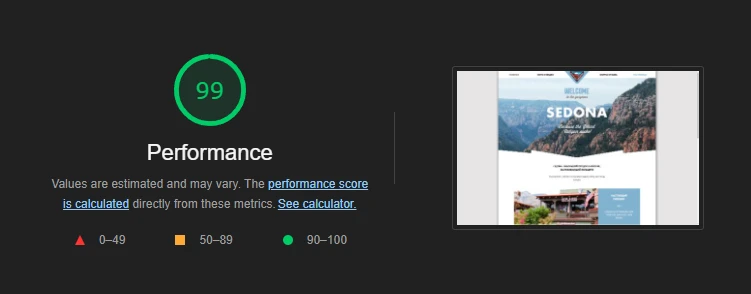 99
Performance
Values are estimated and may vary. The performance score
is calculated directly from these metrics. See calculator.
0–49
50–89
90–100
WELCOME
SEDONA